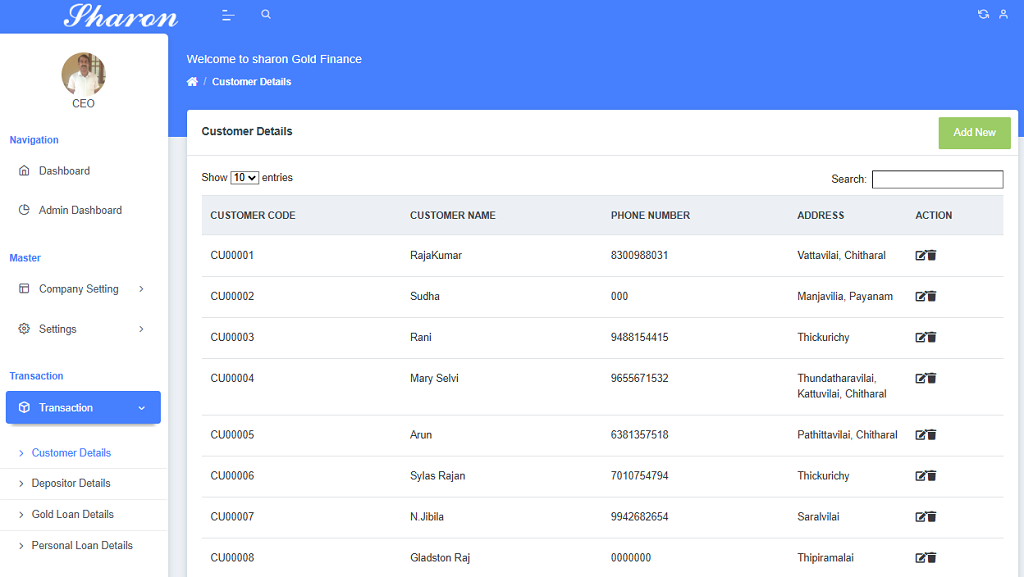 Sharon
CEO
Navigation
Dashboard
Admin Dashboard
Master
Company Setting
Settings
Transaction
Transaction
Customer Details
Depositor Details
Gold Loan Details
Personal Loan Details
Welcome to sharon Gold Finance
/ Customer Details
Customer Details
Add New
Show 10 entries
Search:
CUSTOMER CODE CUSTOMER NAME PHONE NUMBER ADDRESS ACTION
CU00001 RajaKumar 8300988031 Vattavilai, Chitharal
CU00002 Sudha 000 Manjavilia, Payanam
CU00003 Rani 9488154415 Thickurichy
CU00004 Mary Selvi 9655671532 Thundatharavilai,
Kattuvilai, Chitharal
CU00005 Arun 6381357518 Pathittavilai, Chitharal
CU00006 Sylas Rajan 7010754794 Thickurichy
CU00007 N.Jibila 9942682654 Saralvilai
CU00008 Gladston Raj 0000000 Thipiramalai